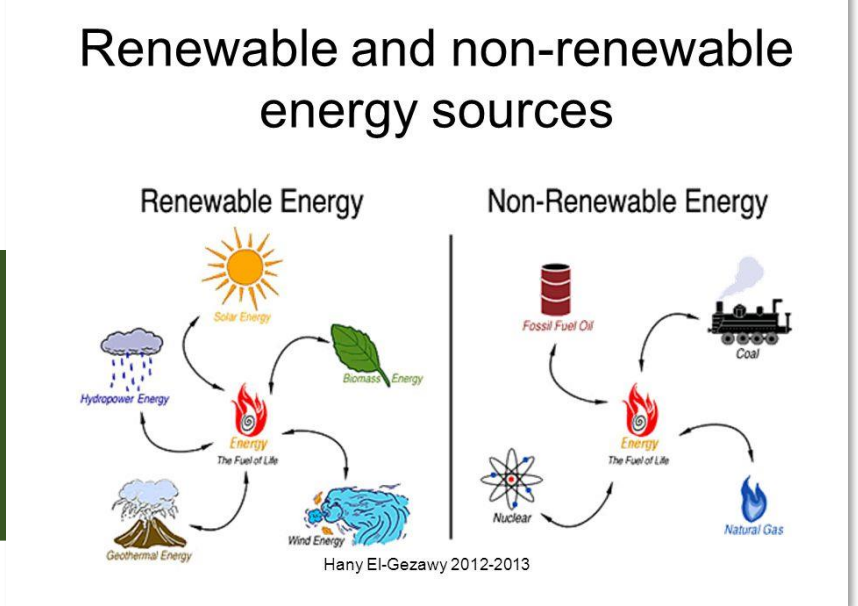 Renewable and non-renewable
energy sources
Renewable Energy
Solar Energy
Biomass Energy
Hydropower Energy
Energy
The Fuel of Life
Geothermal Energy
Wind Energy
Non-Renewable Energy
Fossil Fuel Oil
Coal
Energy
The Fuel of Life
Nuclear
Natural Gas
Hany El-Gezawy 2012-2013